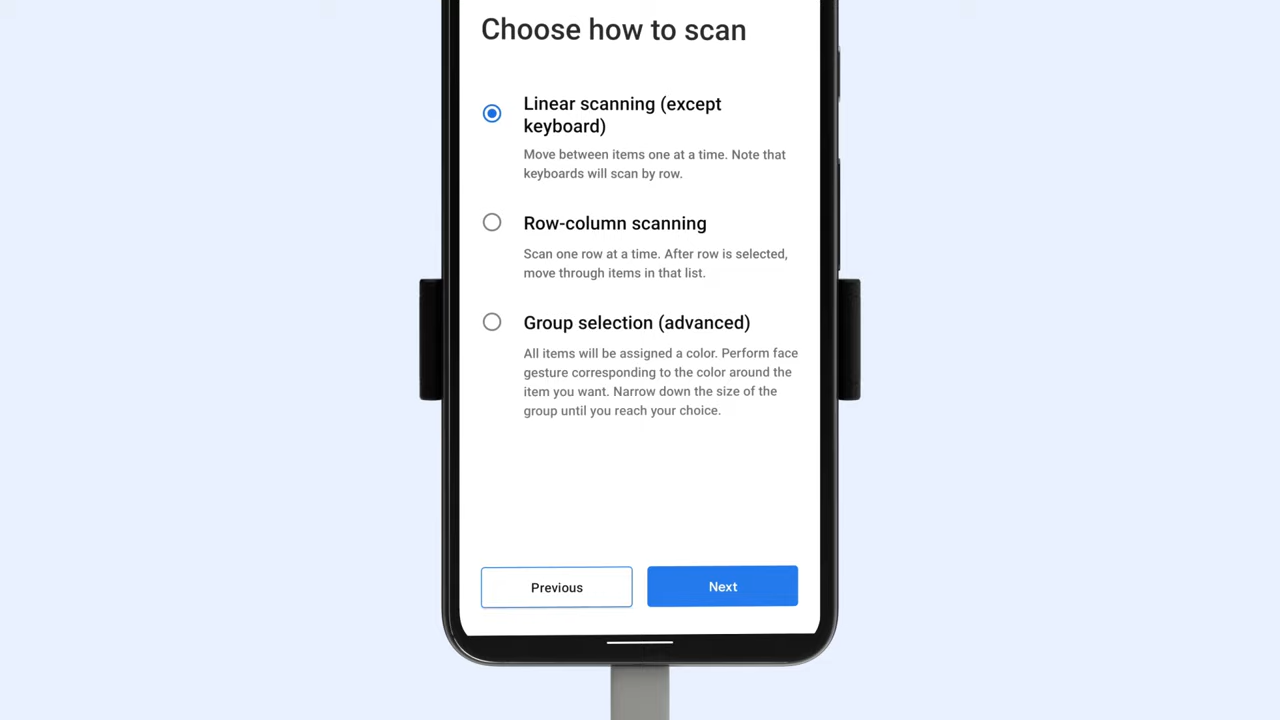 Choose how to scan
Linear scanning (except
keyboard)
Move between items one at a time. Note that
keyboards will scan by row.
Row-column scanning
Scan one row at a time. After row is selected,
move through items in that list.
Group selection (advanced)
All items will be assigned a color. Perform face
gesture corresponding to the color around the
item you want. Narrow down the size of the
group until you reach your choice.
Previous
Next